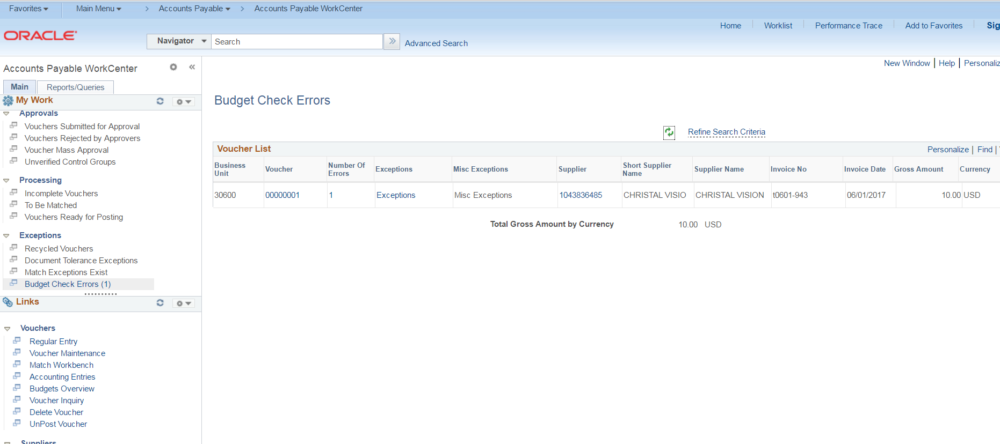 Favorites Main Menu > Accounts Payable > Accounts Payable WorkCenter
Home Worklist Performance Trace Add to Favorites Sig
ORACLE
Navigator Search » Advanced Search
New Window | Help | Personaliz
Accounts Payable WorkCenter «
Main Reports/Queries
My Work
Approvals
Vouchers Submitted for Approval
Vouchers Rejected by Approvers
Voucher Mass Approval
Unverified Control Groups
Processing
Incomplete Vouchers
To Be Matched
Vouchers Ready for Posting
Exceptions
Recycled Vouchers
Document Tolerance Exceptions
Match Exceptions Exist
Budget Check Errors (1)
Links
Vouchers
Regular Entry
Voucher Maintenance
Match Workbench
Accounting Entries
Budgets Overview
Voucher Inquiry
Delete Voucher
UnPost Voucher
Suppliers
Budget Check Errors
Refine Search Criteria
Voucher List Personalize | Find |
Business Unit Voucher Number Of Errors Exceptions Misc Exceptions Supplier Short Supplier Name Supplier Name Invoice No Invoice Date Gross Amount Currency
30600 00000001 1 Exceptions Misc Exceptions 1043836485 CHRISTAL VISIO CHRISTAL VISION t0601-943 06/01/2017 10.00 USD
Total Gross Amount by Currency 10.00 USD